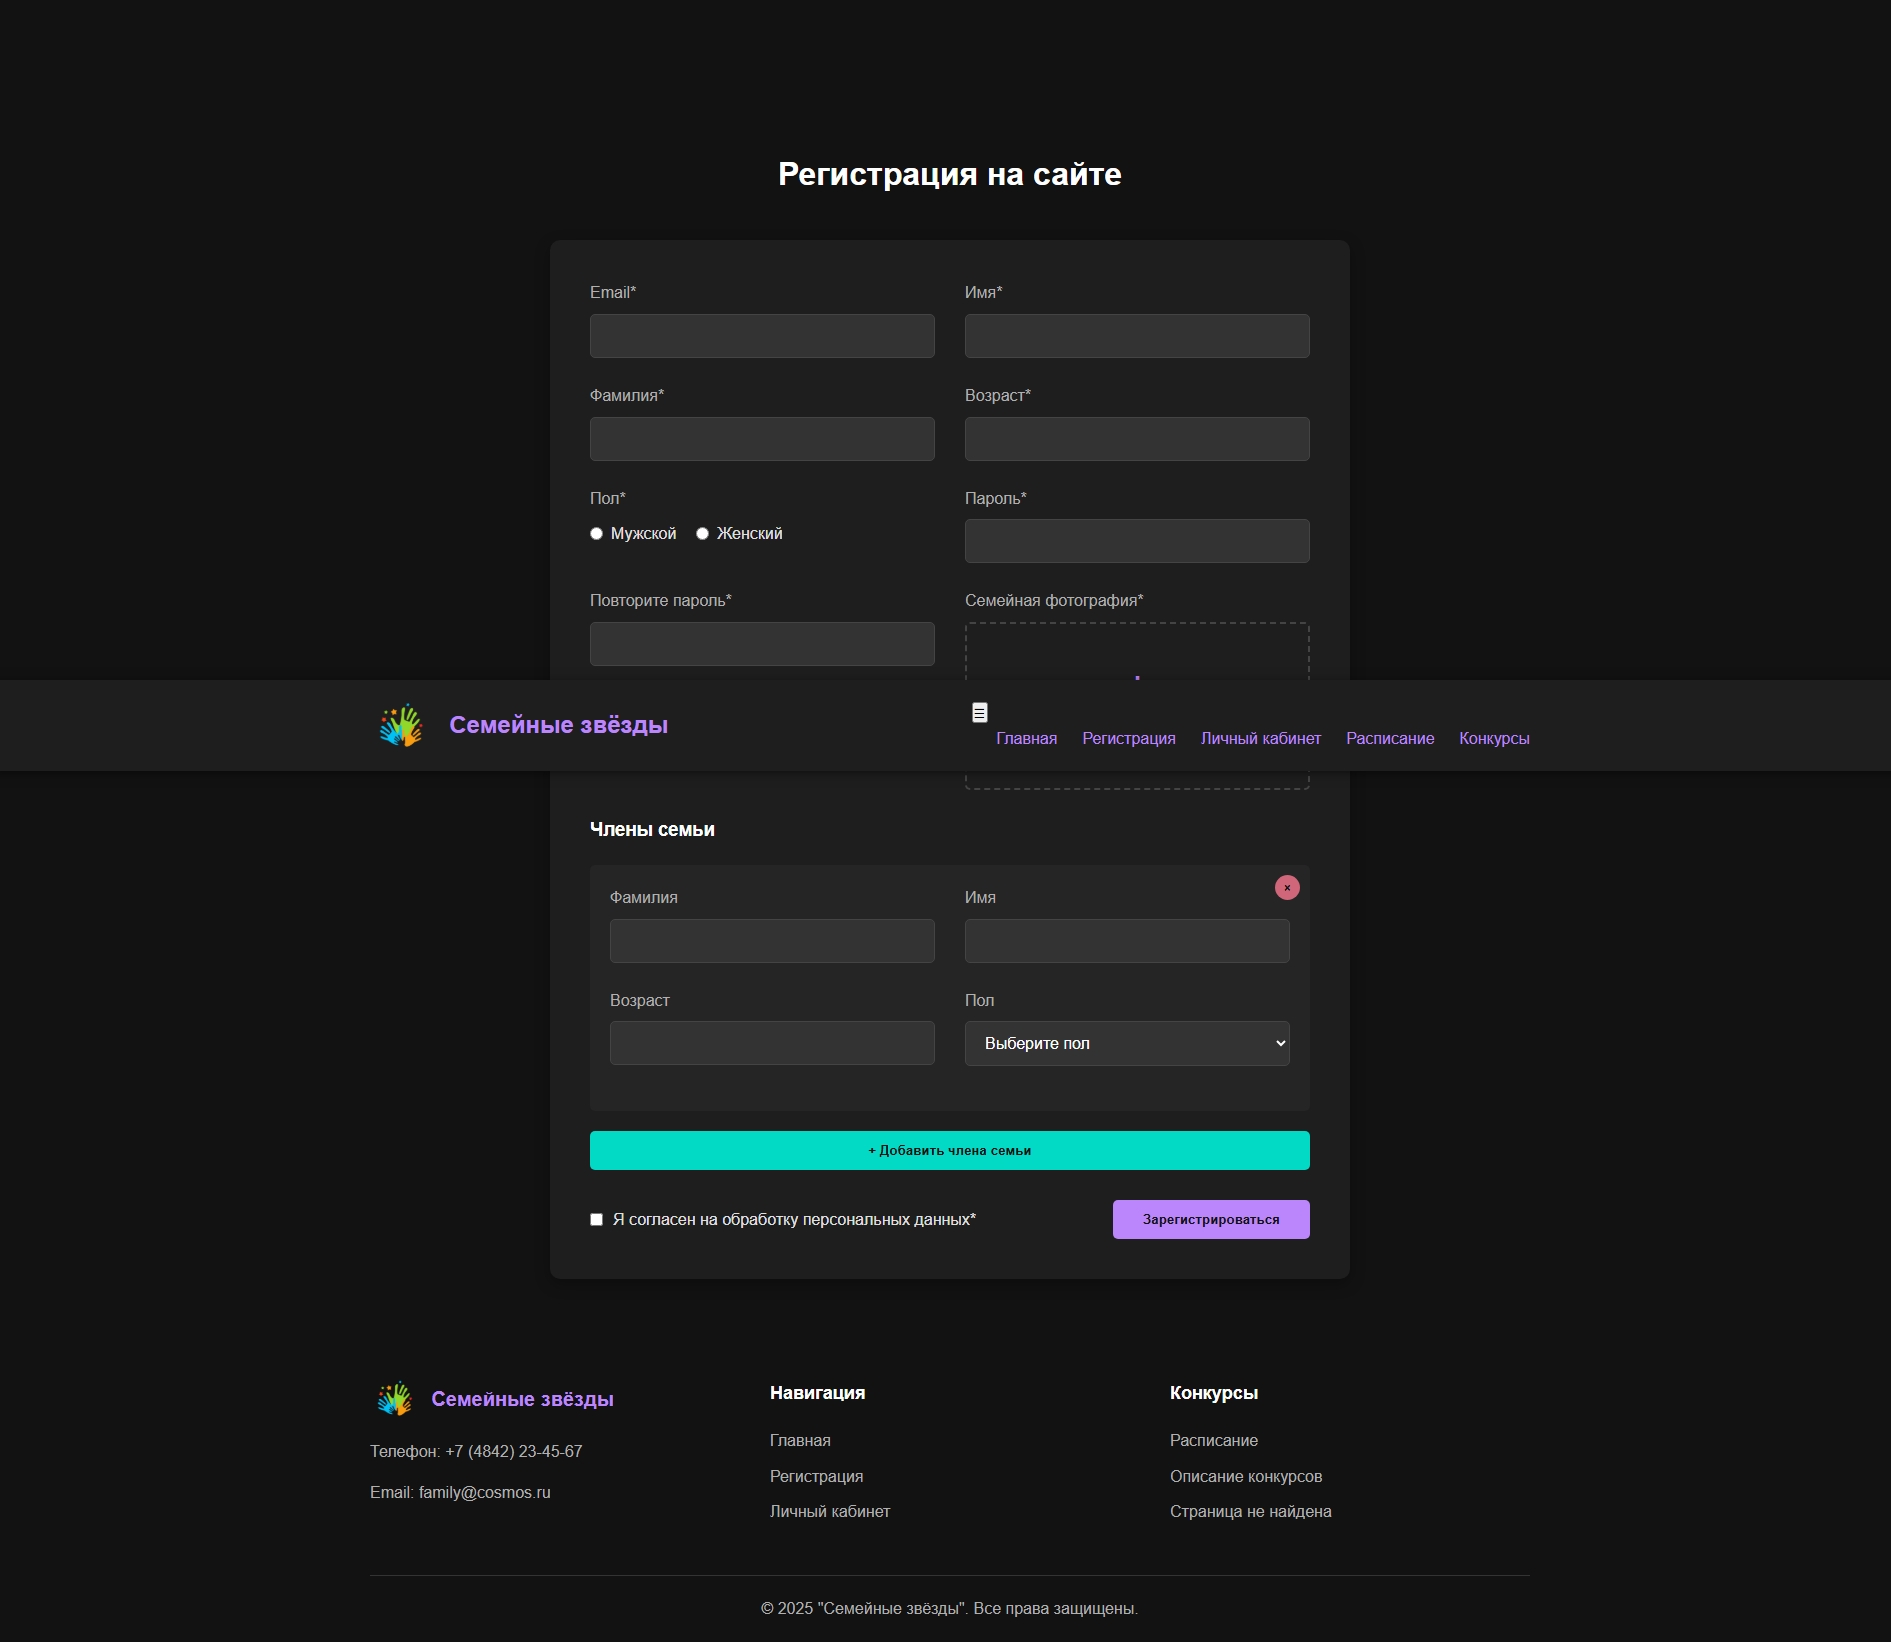 Регистрация на сайте
Email*
Имя*
Фамилия*
Возраст*
Пол*
Мужской
Женский
Пароль*
Повторите пароль*
Семейная фотография*
Семейные звёзды
☰
Главная
Регистрация
Личный кабинет
Расписание
Конкурсы
Члены семьи
×
Фамилия
Имя
Возраст
Пол
Выберите пол
+ Добавить члена семьи
Я согласен на обработку персональных данных*
Зарегистрироваться
Семейные звёзды
Телефон: +7 (4842) 23-45-67
Email: family@cosmos.ru
Навигация
Главная
Регистрация
Личный кабинет
Конкурсы
Расписание
Описание конкурсов
Страница не найдена
© 2025 "Семейные звёзды". Все права защищены.